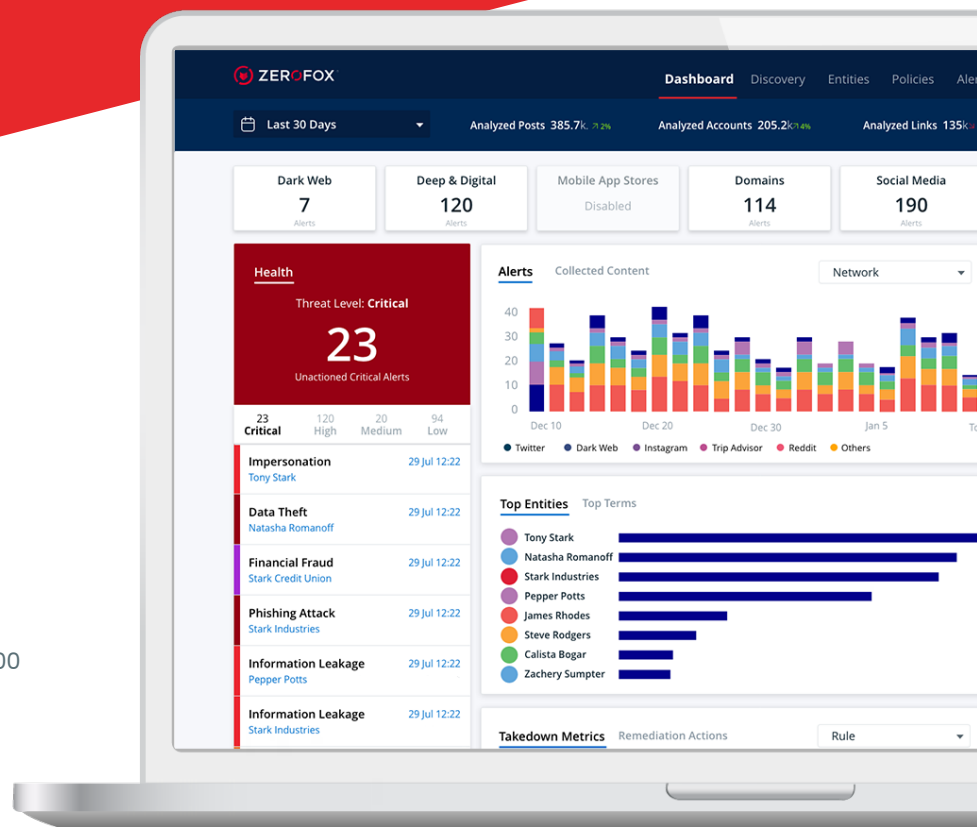 ZEROFOX
Dashboard Discovery Entities Policies
Last 30 Days Analyzed Posts 385.7k 2% Analyzed Accounts 205.2k 4% Analyzed Links 135k
Dark Web Deep & Digital Mobile App Stores Domains Social Media
7 120 Disabled 114 190
Alerts Alerts Alerts Alerts
Health
Threat Level: Critical
23
Unactioned Critical Alerts
23 120 20 94
Critical High Medium Low
Impersonation 29 Jul 12:22
Tony Stark
Data Theft 29 Jul 12:22
Natasha Romanoff
Financial Fraud 29 Jul 12:22
Stark Credit Union
Phishing Attack 29 Jul 12:22
Stark Industries
Information Leakage 29 Jul 12:22
Pepper Potts
Information Leakage 29 Jul 12:22
Stark Industries
Alerts Collected Content Network
40
30
20
10
0
Dec 10 Dec 20 Dec 30 Jan 5
Twitter Dark Web Instagram Trip Advisor Reddit Others
Top Entities Top Terms
Tony Stark
Natasha Romanoff
Stark Industries
Pepper Potts
James Rhodes
Steve Rodgers
Calista Bogar
Zachery Sumpter
Takedown Metrics Remediation Actions Rule